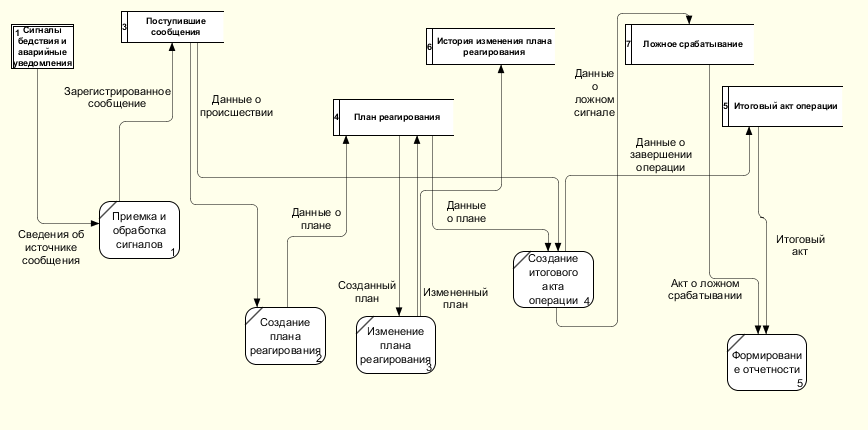 1
Сигналы
бедствия и
аварийные
уведомления
3
Поступившие
сообщения
6
История изменения плана
реагирования
7
Ложное срабатывание
4
План реагирования
5
Итоговый акт операции
Зарегистрированное
сообщение
Данные о
происшествии
Данные
о
ложном
сигнале
Данные о
завершении
операции
Сведения об
источнике
сообщения
Приемка и
обработка
сигналов
1
Данные о
плане
Данные
о плане
Итоговый
акт
Созданный
план
Измененный
план
Акт о ложном
срабатывании
Создание
итогового
акта
операции
4
Создание
плана
реагирования
2
Изменение
плана
реагирования
3
Формировани
е отчетности
5